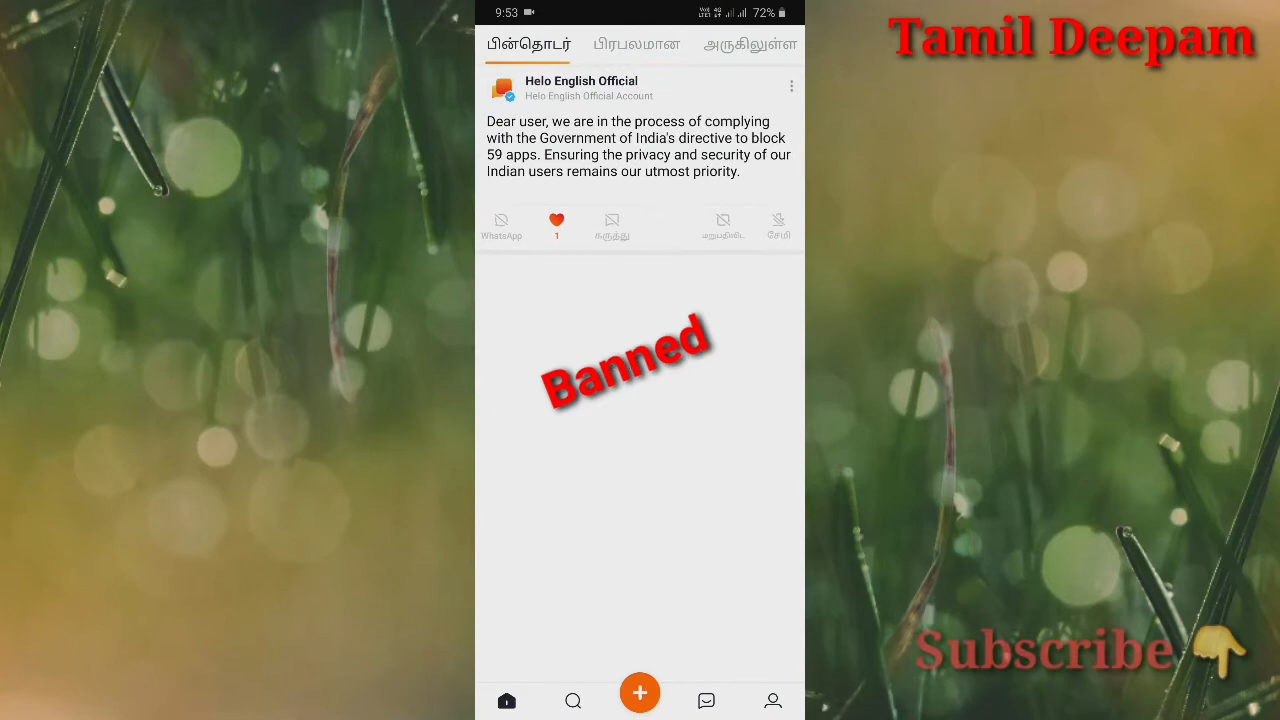 9:53
72%
Tamil Deepam
பின்தொடர் பிரபலமான அருகிலுள்ள
Helo English Official
Helo English Official Account
Dear user, we are in the process of complying
with the Government of India's directive to block
59 apps. Ensuring the privacy and security of our
Indian users remains our utmost priority.
WhatsApp 1 கருத்து சேமி
Banned
Subscribe 👇